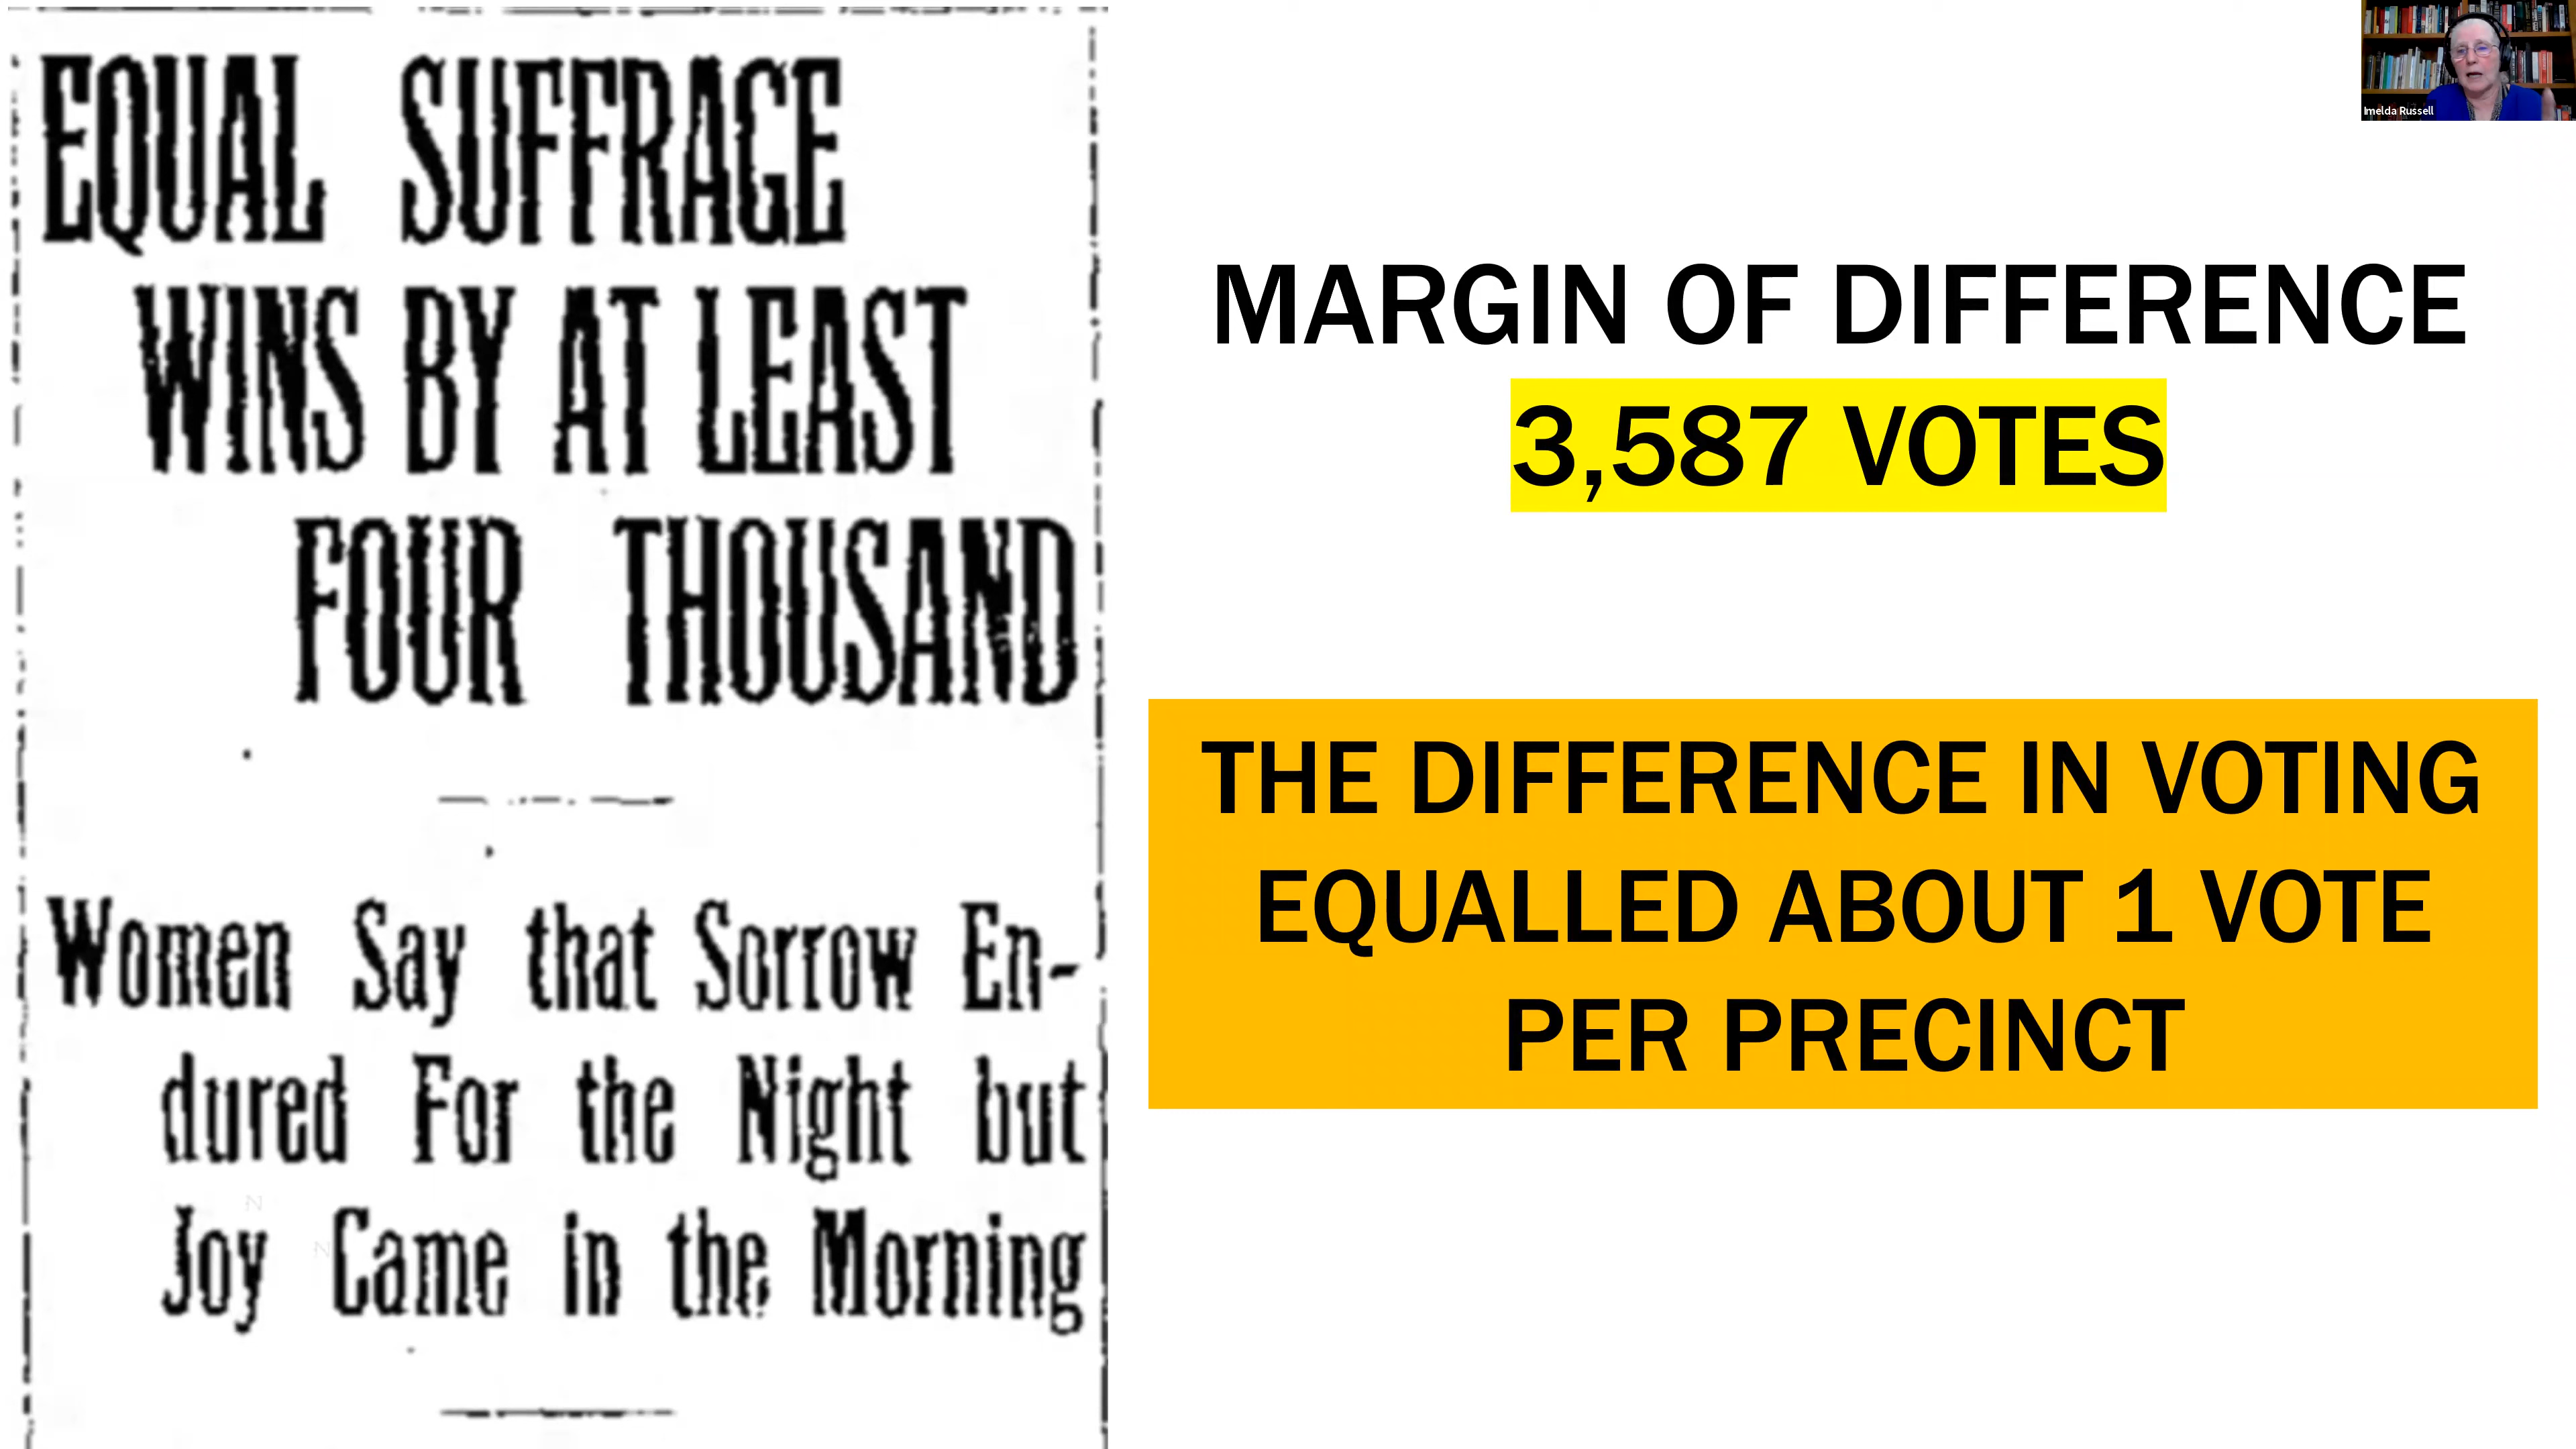 EQUAL SUFFRAGE
WINS BY AT LEAST
FOUR THOUSAND
Women Say that Sorrow En-
dured For the Night but
Joy Came in the Morning
MARGIN OF DIFFERENCE
3,587 VOTES
THE DIFFERENCE IN VOTING
EQUALLED ABOUT 1 VOTE
PER PRECINCT
Imelda Russell